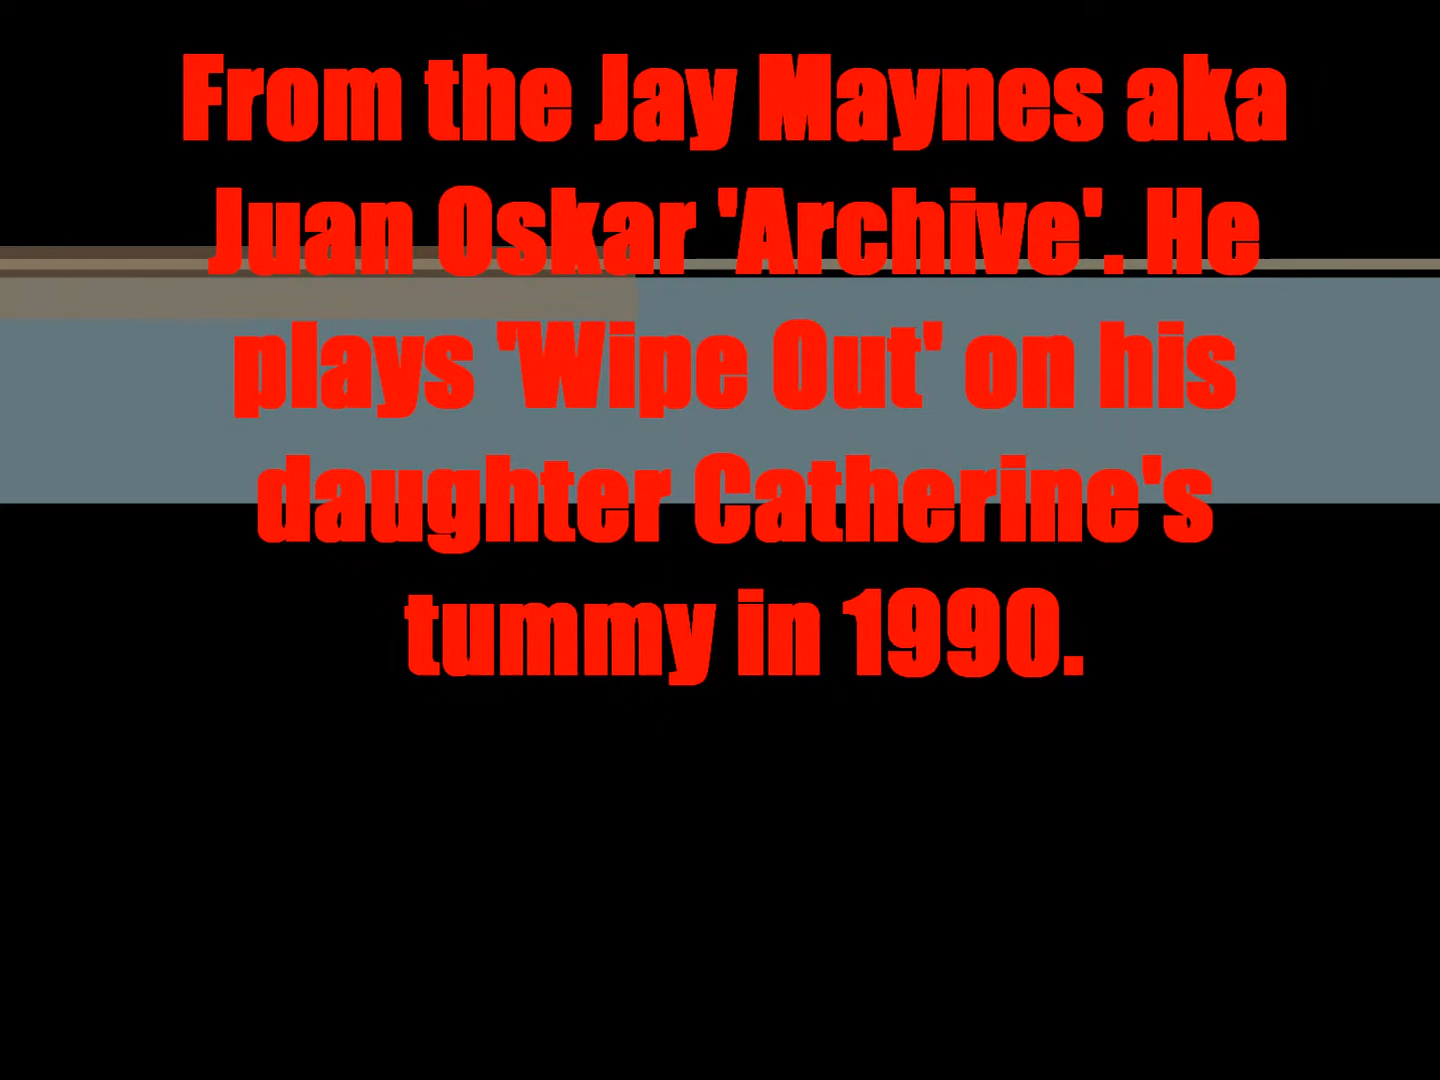 From the Jay Maynes aka
Juan Oskar 'Archive'. He
plays 'Wipe Out' on his
daughter Catherine's
tummy in 1990.